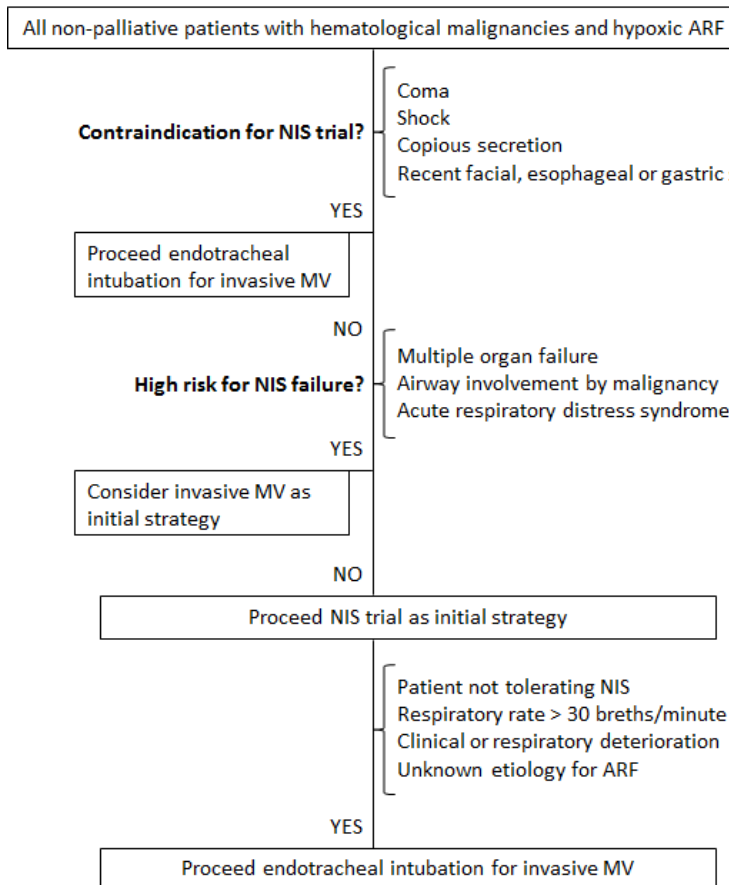 All non-palliative patients with hematological malignancies and hypoxic ARF
Contraindication for NIS trial?
Coma
Shock
Copious secretion
Recent facial, esophageal or gastric
YES
Proceed endotracheal
intubation for invasive MV
NO
High risk for NIS failure?
Multiple organ failure
Airway involvement by malignancy
Acute respiratory distress syndrome
YES
Consider invasive MV as
initial strategy
NO
Proceed NIS trial as initial strategy
Patient not tolerating NIS
Respiratory rate > 30 breths/minute
Clinical or respiratory deterioration
Unknown etiology for ARF
YES
Proceed endotracheal intubation for invasive MV